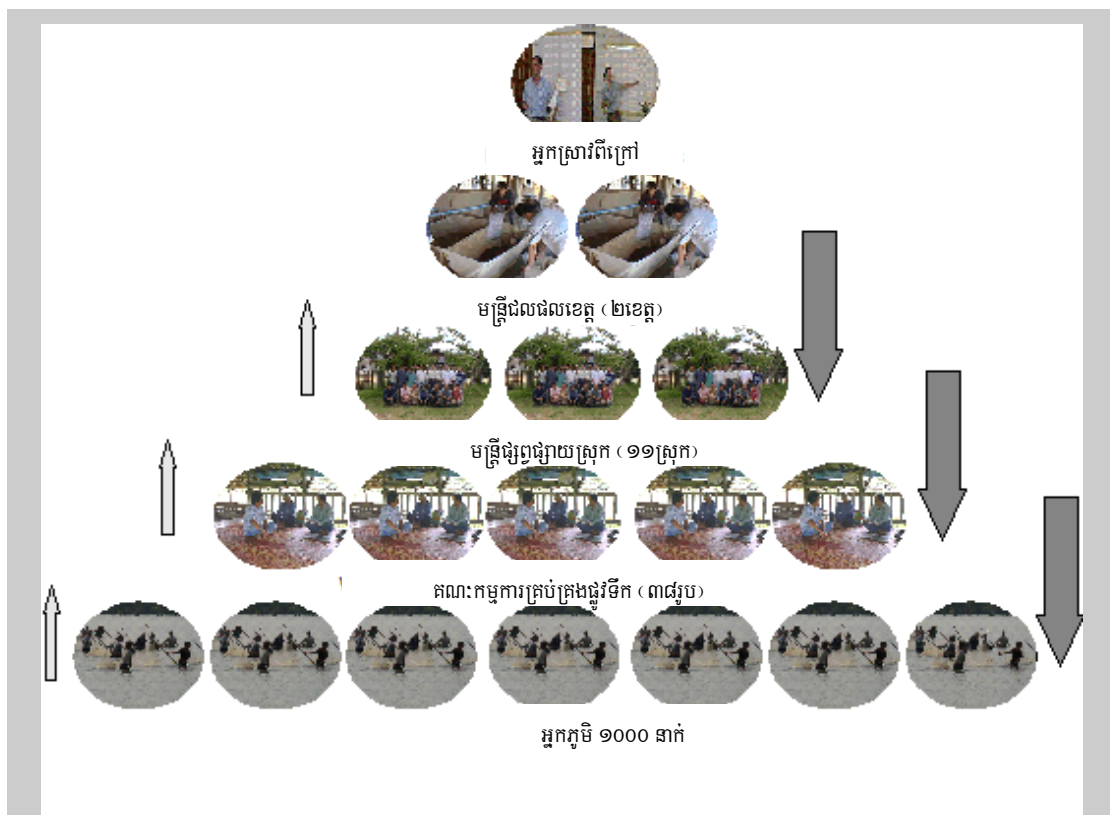 អ្នកស្រាវពីក្រៅ
មន្ត្រីជលផលខេត្ត (២ខេត្ត)
មន្ត្រីផ្សព្វផ្សាយស្រុក (១១ស្រុក)
គណៈកម្មការគ្រប់គ្រងផ្លូវទឹក (៣៨រូប)
អ្នកភូមិ ១០០០ នាក់